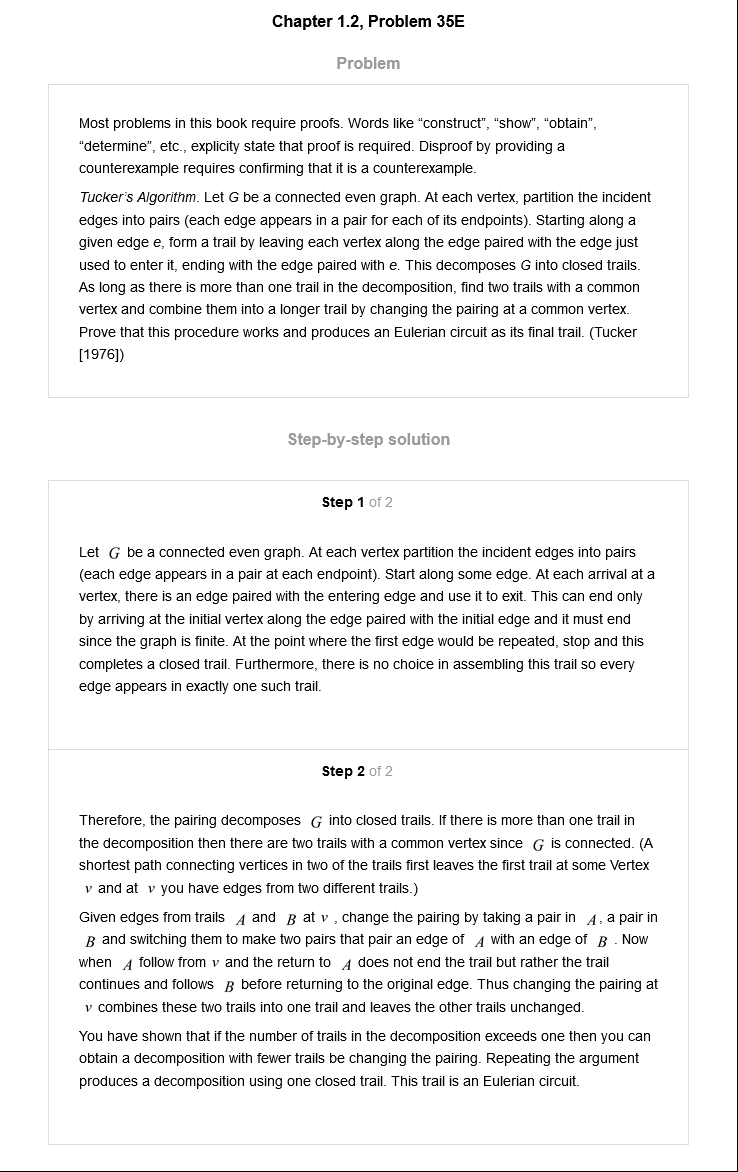 Chapter 1.2, Problem 35E
Problem
Most problems in this book require proofs. Words like “construct”, “show”, “obtain”,
“determine”, etc., explicity state that proof is required. Disproof by providing a
counterexample requires confirming that it is a counterexample.
Tucker's Algorithm. Let G be a connected even graph. At each vertex, partition the incident
edges into pairs (each edge appears in a pair for each of its endpoints). Starting along a
given edge e, form a trail by leaving each vertex along the edge paired with the edge just
used to enter it, ending with the edge paired with e. This decomposes G into closed trails.
As long as there is more than one trail in the decomposition, find two trails with a common
vertex and combine them into a longer trail by changing the pairing at a common vertex.
Prove that this procedure works and produces an Eulerian circuit as its final trail. (Tucker
[1976])
Step-by-step solution
Step 1 of 2
Let G be a connected even graph. At each vertex partition the incident edges into pairs
(each edge appears in a pair at each endpoint). Start along some edge. At each arrival at a
vertex, there is an edge paired with the entering edge and use it to exit. This can end only
by arriving at the initial vertex along the edge paired with the initial edge and it must end
since the graph is finite. At the point where the first edge would be repeated, stop and this
completes a closed trail. Furthermore, there is no choice in assembling this trail so every
edge appears in exactly one such trail.
Step 2 of 2
Therefore, the pairing decomposes G into closed trails. If there is more than one trail in
the decomposition then there are two trails with a common vertex since G is connected. (A
shortest path connecting vertices in two of the trails first leaves the first trail at some Vertex
v and at v you have edges from two different trails.)
Given edges from trails A and B at v , change the pairing by taking a pair in A, a pair in
B and switching them to make two pairs that pair an edge of A with an edge of B . Now
when A follow from v and the return to A does not end the trail but rather the trail
continues and follows B before returning to the original edge. Thus changing the pairing at
v combines these two trails into one trail and leaves the other trails unchanged.
You have shown that if the number of trails in the decomposition exceeds one then you can
obtain a decomposition with fewer trails be changing the pairing. Repeating the argument
produces a decomposition using one closed trail. This trail is an Eulerian circuit.